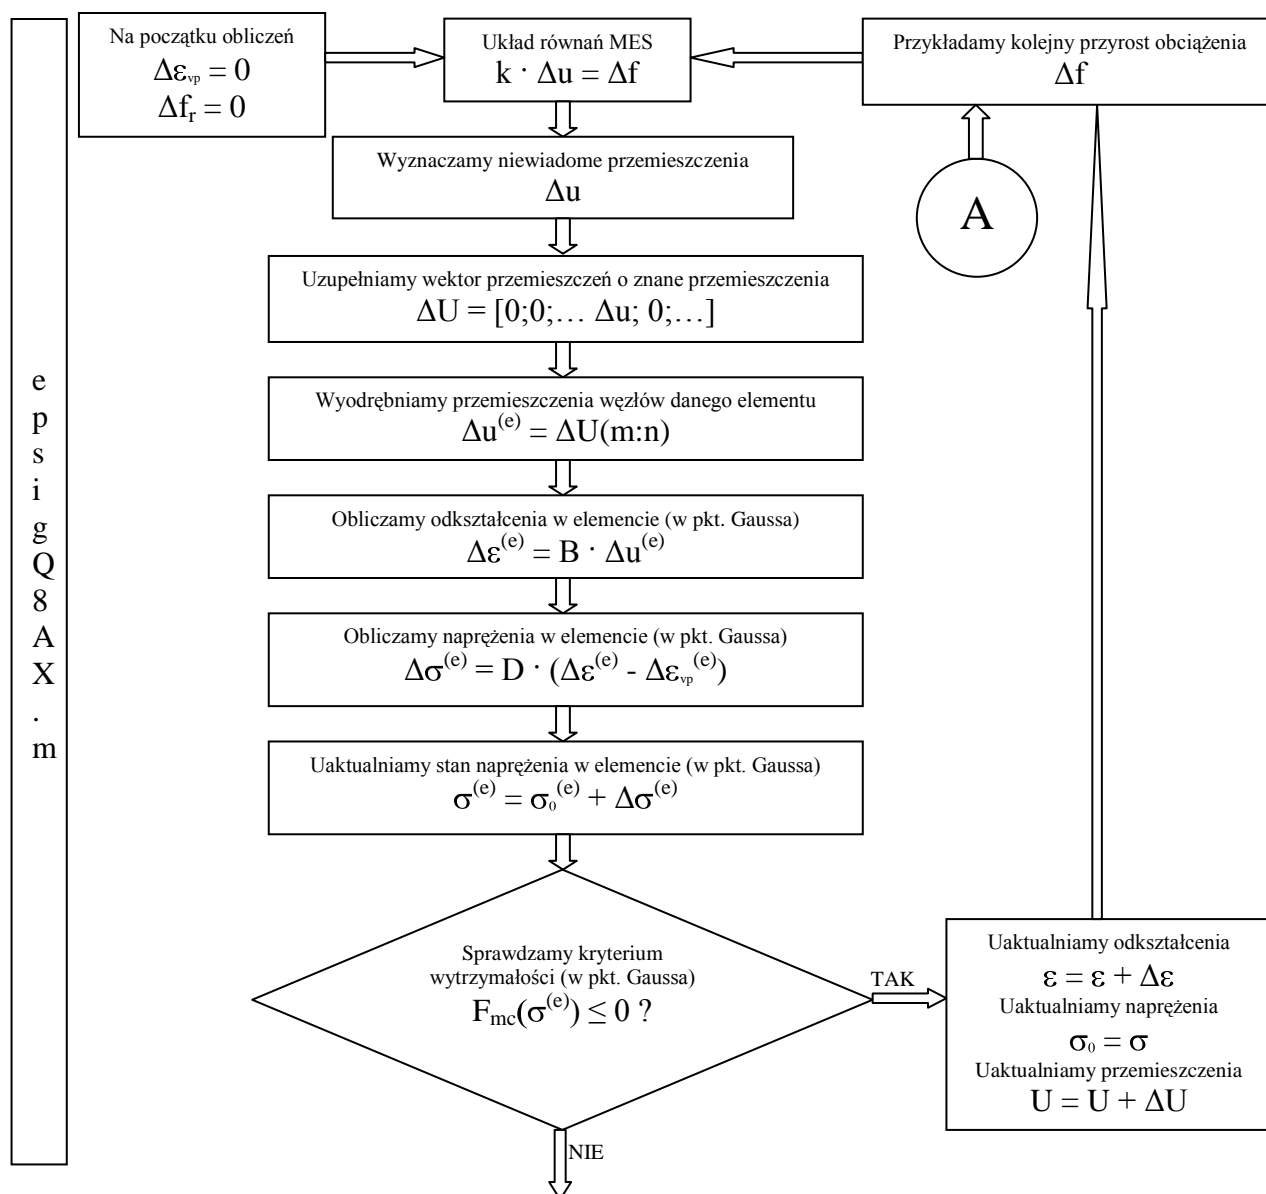 Na początku obliczeń
Δε_vp = 0
Δf_r = 0
Układ równań MES
k · Δu = Δf
Przykładamy kolejny przyrost obciążenia
Δf
A
Wyznaczamy niewiadome przemieszczenia
Δu
Uzupełniamy wektor przemieszczeń o znane przemieszczenia
ΔU = [0;0;… Δu; 0;…]
Wyodrębniamy przemieszczenia węzłów danego elementu
Δu^(e) = ΔU(m:n)
Obliczamy odkształcenia w elemencie (w pkt. Gaussa)
Δε^(e) = B · Δu^(e)
Obliczamy naprężenia w elemencie (w pkt. Gaussa)
Δσ^(e) = D · (Δε^(e) - Δε_vp^(e))
Uaktualniamy stan naprężenia w elemencie (w pkt. Gaussa)
σ^(e) = σ_0^(e) + Δσ^(e)
Sprawdzamy kryterium
wytrzymałości (w pkt. Gaussa)
F_mc(σ^(e)) ≤ 0 ?
TAK
NIE
Uaktualniamy odkształcenia
ε = ε + Δε
Uaktualniamy naprężenia
σ_0 = σ
Uaktualniamy przemieszczenia
U = U + ΔU
e
p
s
i
g
Q
8
A
X
.
m